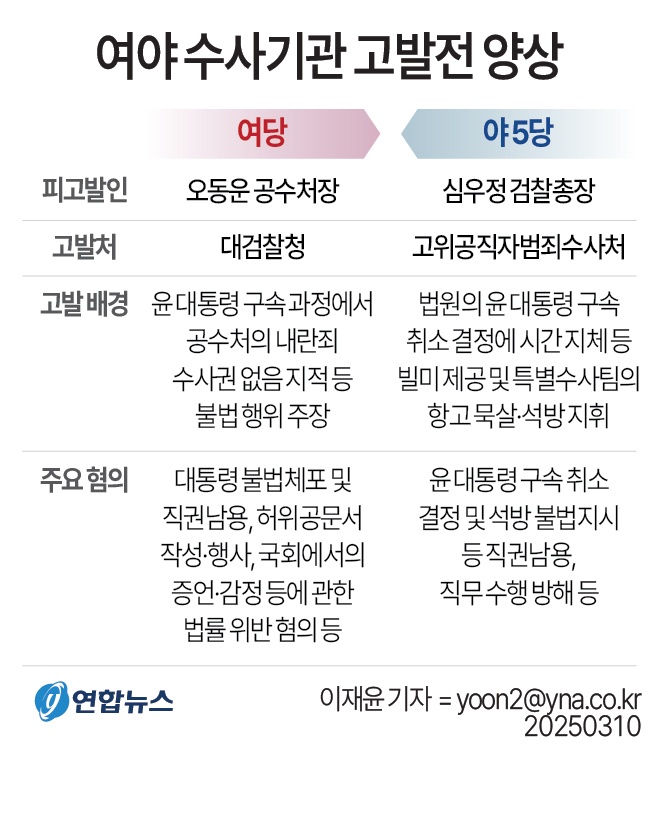 여야 수사기관 고발전 양상
여당
야 5당
피고발인
오동운 공수처장
심우정 검찰총장
고발처
대검찰청
고위공직자범죄수사처
고발 배경
윤 대통령 구속 과정에서
공수처의 내란죄
수사권 없음 지적 등
불법 행위 주장
법원의 윤 대통령 구속
취소 결정에 시간 지체 등
빌미 제공 및 특별수사팀의
항고 묵살·석방 지휘
주요 혐의
대통령 불법체포 및
직권남용, 허위공문서
작성·행사, 국회에서의
증언·감정 등에 관한
법률 위반 혐의 등
윤 대통령 구속 취소
결정 및 석방 불법지시
등 직권남용,
직무 수행 방해 등
y 연합뉴스
이재윤 기자 = yoon2@yna.co.kr
20250310